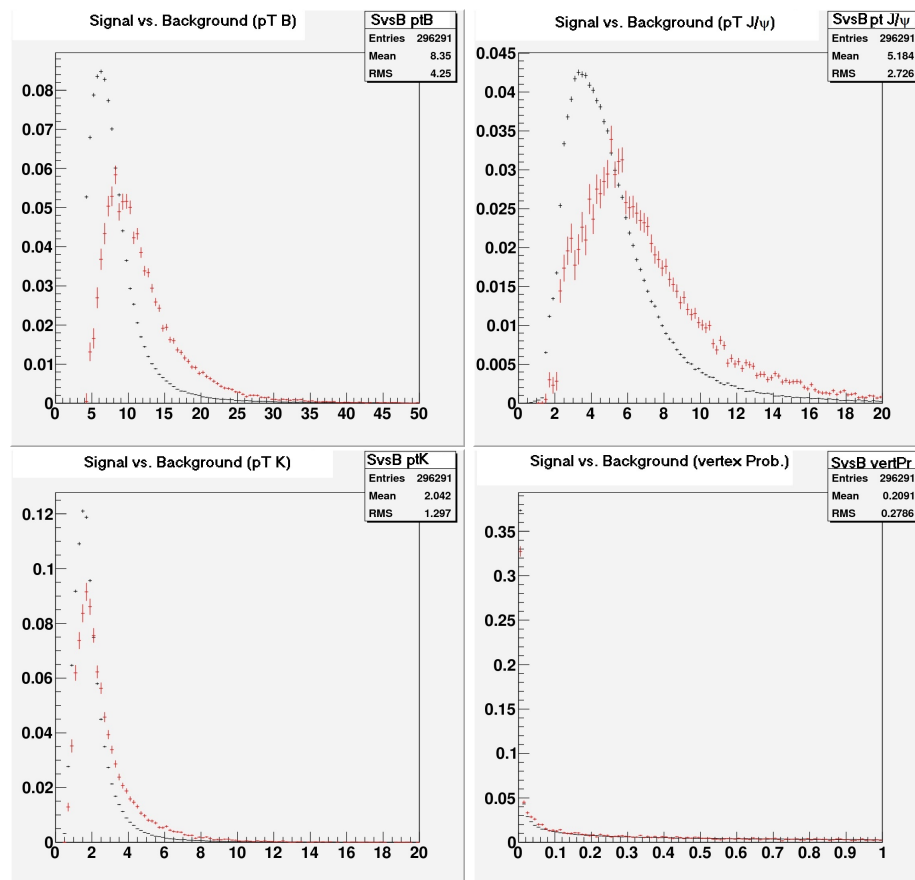 Signal vs. Background (pT B)
SvsB ptB
Entries 296291
Mean 8.35
RMS 4.25
0.08
0.07
0.06
0.05
0.04
0.03
0.02
0.01
0
0 5 10 15 20 25 30 35 40 45 50
Signal vs. Background (pT J/ψ)
SvsB pt J/ψ
Entries 296291
Mean 5.184
RMS 2.726
0.045
0.04
0.035
0.03
0.025
0.02
0.015
0.01
0.005
0
0 2 4 6 8 10 12 14 16 18 20
Signal vs. Background (pT K)
SvsB ptK
Entries 296291
Mean 2.042
RMS 1.297
0.12
0.1
0.08
0.06
0.04
0.02
0
0 2 4 6 8 10 12 14 16 18 20
Signal vs. Background (vertex Prob.)
SvsB vertPr
Entries 296291
Mean 0.2091
RMS 0.2786
0.35
0.3
0.25
0.2
0.15
0.1
0.05
0
0 0.1 0.2 0.3 0.4 0.5 0.6 0.7 0.8 0.9 1